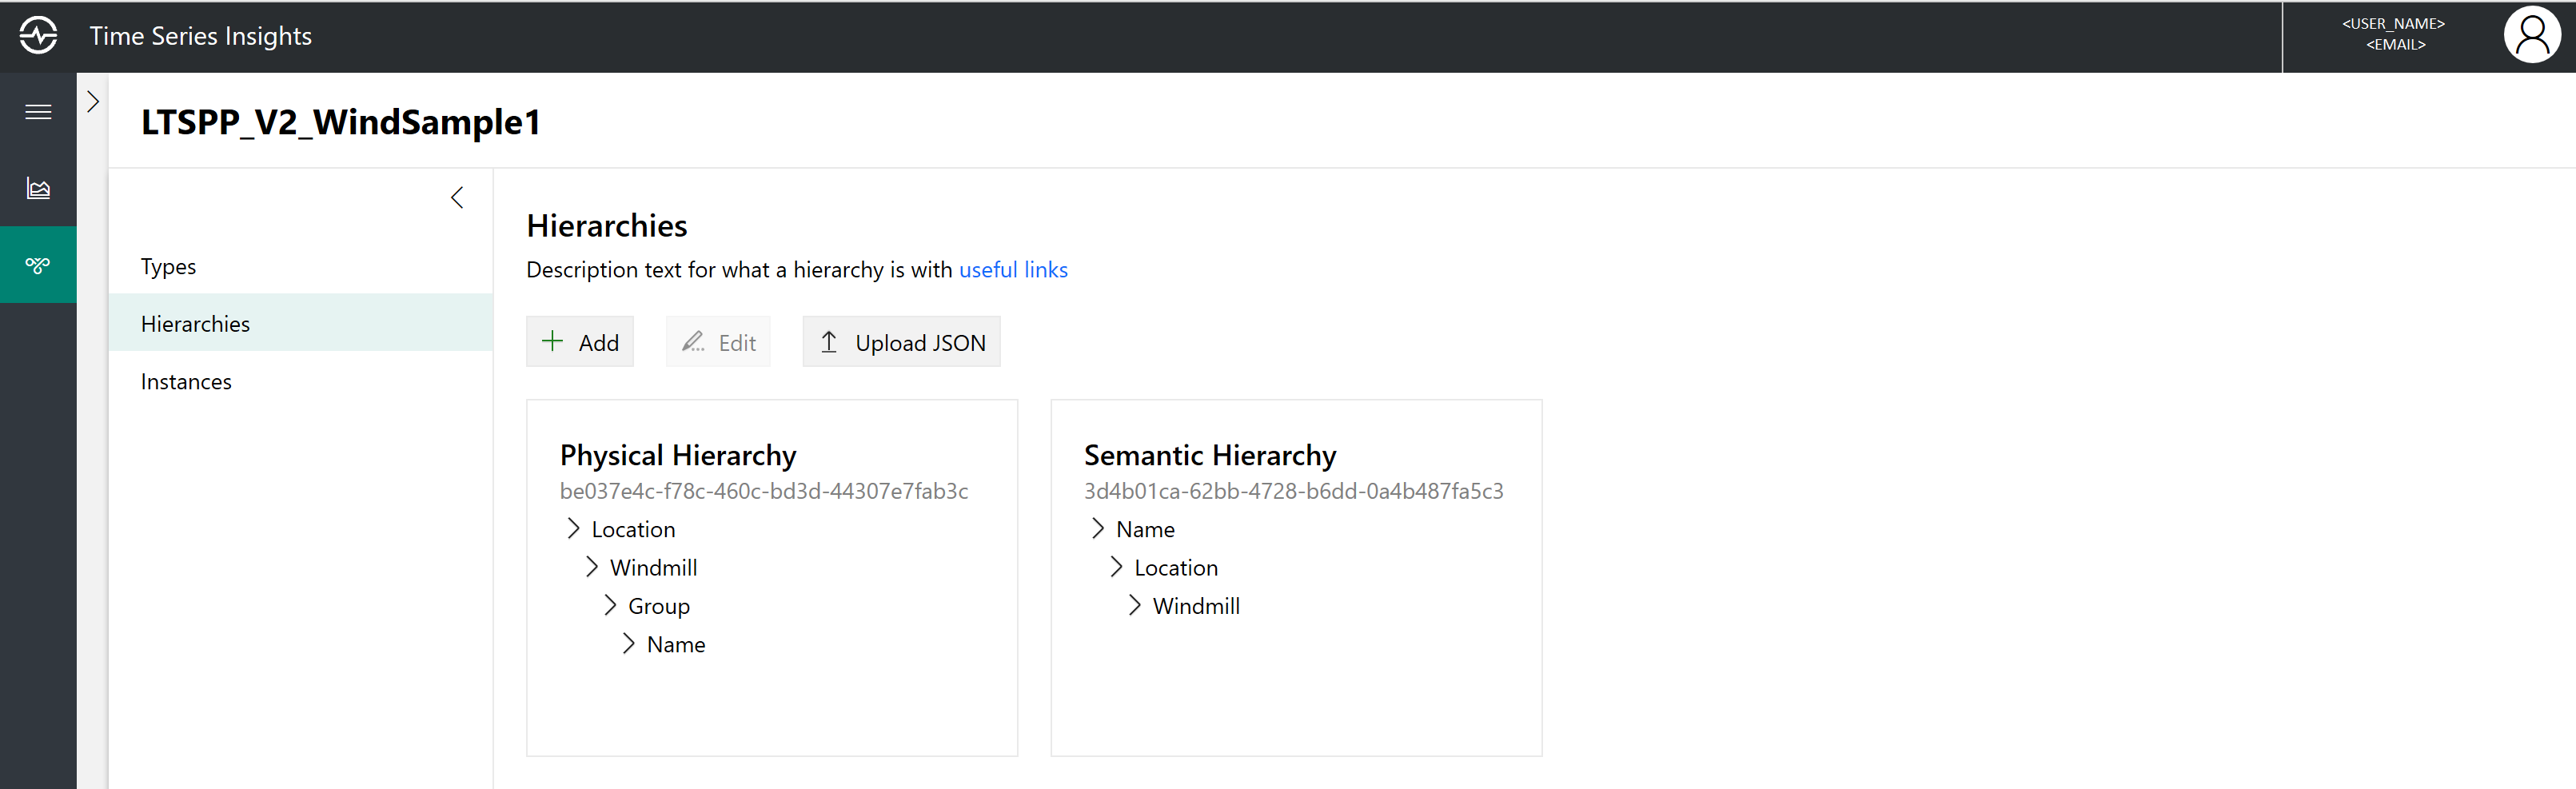 Time Series Insights
<USER_NAME>
<EMAIL>
LTSPP_V2_WindSample1
Types
Hierarchies
Instances
Hierarchies
Description text for what a hierarchy is with useful links
Add
Edit
Upload JSON
Physical Hierarchy
be037e4c-f78c-460c-bd3d-44307e7fab3c
Location
Windmill
Group
Name
Semantic Hierarchy
3d4b01ca-62bb-4728-b6dd-0a4b487fa5c3
Name
Location
Windmill